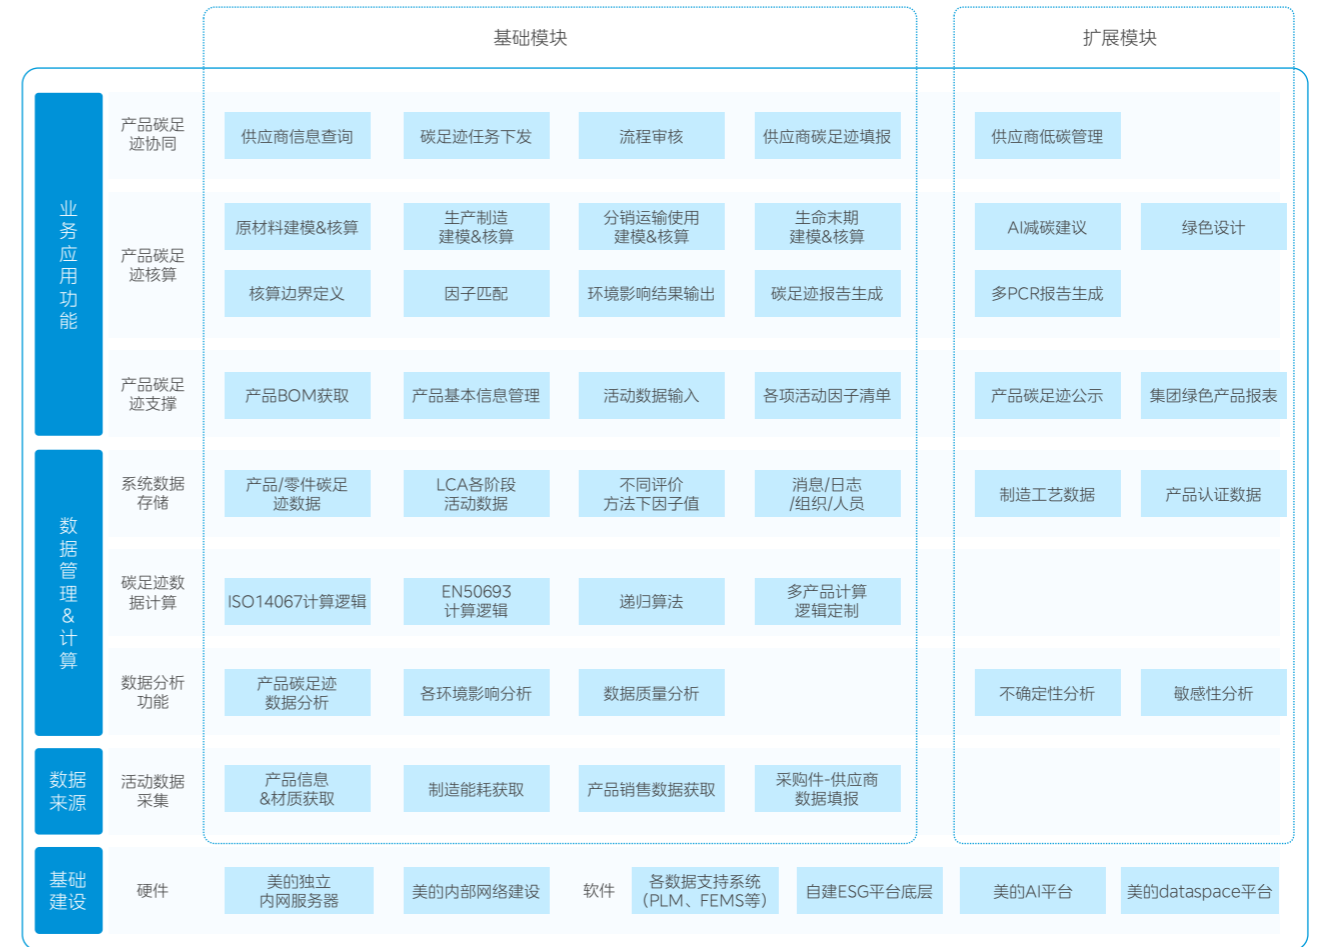 基础模块
扩展模块
业务应用功能
产品碳足
迹协同
供应商信息查询
碳足迹任务下发
流程审核
供应商碳足迹填报
供应商低碳管理
产品碳足
迹核算
原材料建模&核算
生产制造
建模&核算
分销运输使用
建模&核算
生命末期
建模&核算
AI减碳建议
绿色设计
核算边界定义
因子匹配
环境影响结果输出
碳足迹报告生成
多PCR报告生成
产品碳足
迹支撑
产品BOM获取
产品基本信息管理
活动数据输入
各项活动因子清单
产品碳足迹公示
集团绿色产品报表
数据管理&计算
系统数据
存储
产品/零件碳足
迹数据
LCA各阶段
活动数据
不同评价
方法下因子值
消息/日志
/组织/人员
制造工艺数据
产品认证数据
碳足迹数
据计算
ISO14067计算逻辑
EN50693
计算逻辑
递归算法
多产品计算
逻辑定制
数据分析
功能
产品碳足迹
数据分析
各环境影响分析
数据质量分析
不确定性分析
敏感性分析
数据
来源
活动数据
采集
产品信息
&材质获取
制造能耗获取
产品销售数据获取
采购件-供应商
数据填报
基础
建设
硬件
美的独立
内网服务器
美的内部网络建设
软件
各数据支持系统
（PLM、FEMS等）
自建ESG平台底层
美的AI平台
美的dataspace平台